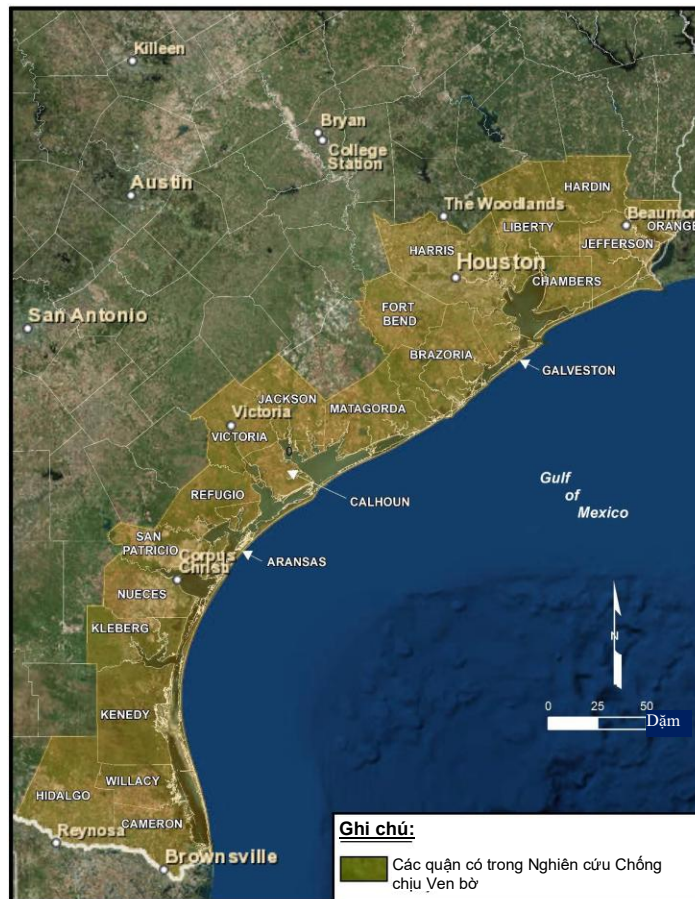 Killeen
Bryan
College
Station
Austin
The Woodlands
HARDIN
LIBERTY
Beaumon
ORANGE
JEFFERSON
HARRIS
Houston
CHAMBERS
San Antonio
FORT
BEND
BRAZORIA
GALVESTON
JACKSON
MATAGORDA
Victoria
VICTORIA
Gulf
of
Mexico
REFUGIO
CALHOUN
SAN
PATRICIO
Corpus
Christi
ARANSAS
NUECES
KLEBERG
N
KENEDY
0 25 50
Dặm
WILLACY
HIDALGO
CAMERON
Reynosa
Brownsville
Ghi chú:
Các quận có trong Nghiên cứu Chống
chịu Ven bờ